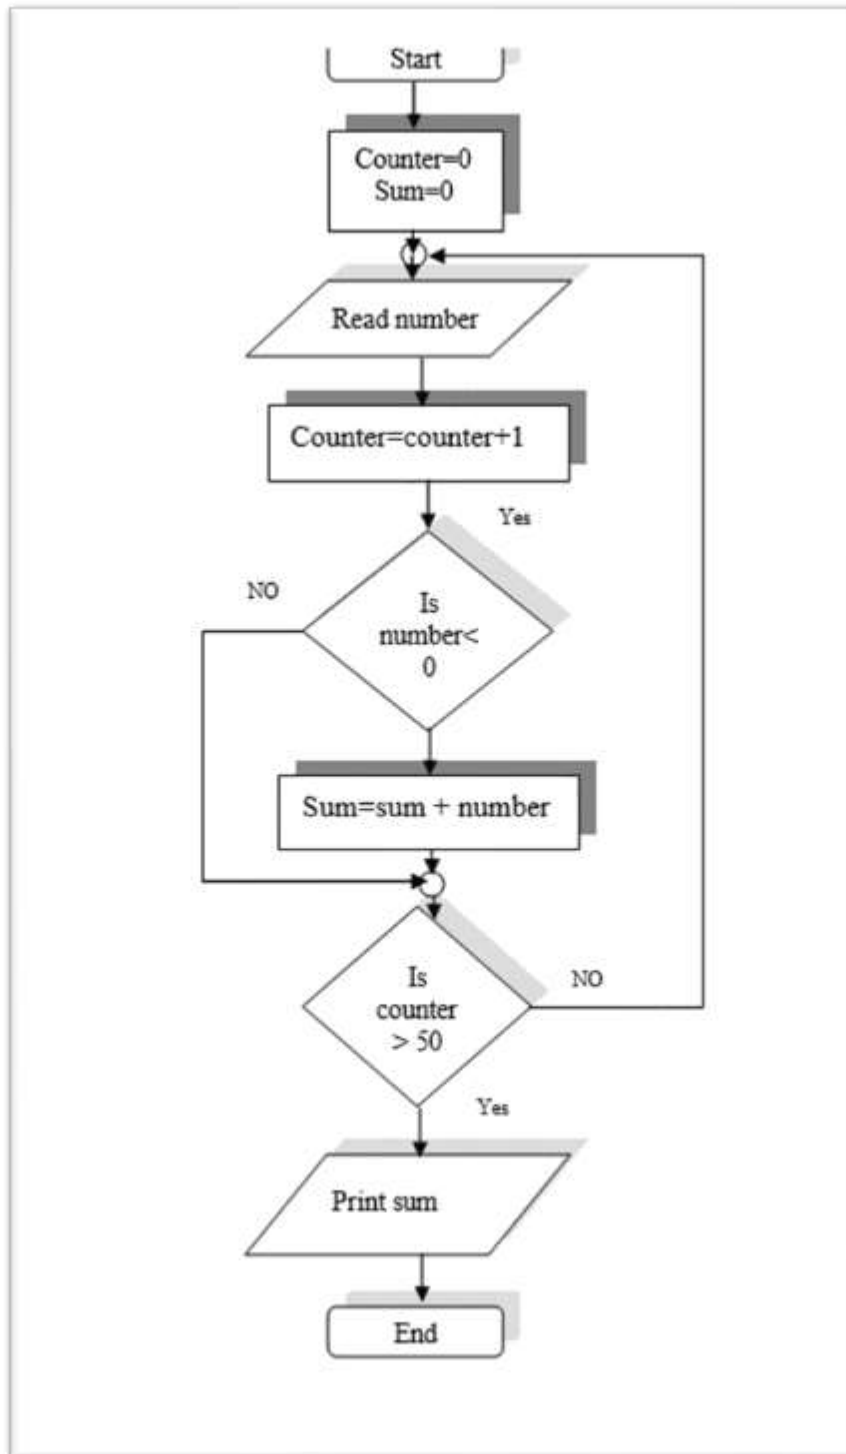 Start
Counter=0
Sum=0
Read number
Counter=counter+1
Yes
NO
Is
number<
0
Sum=sum + number
Is
counter
> 50
NO
Yes
Print sum
End